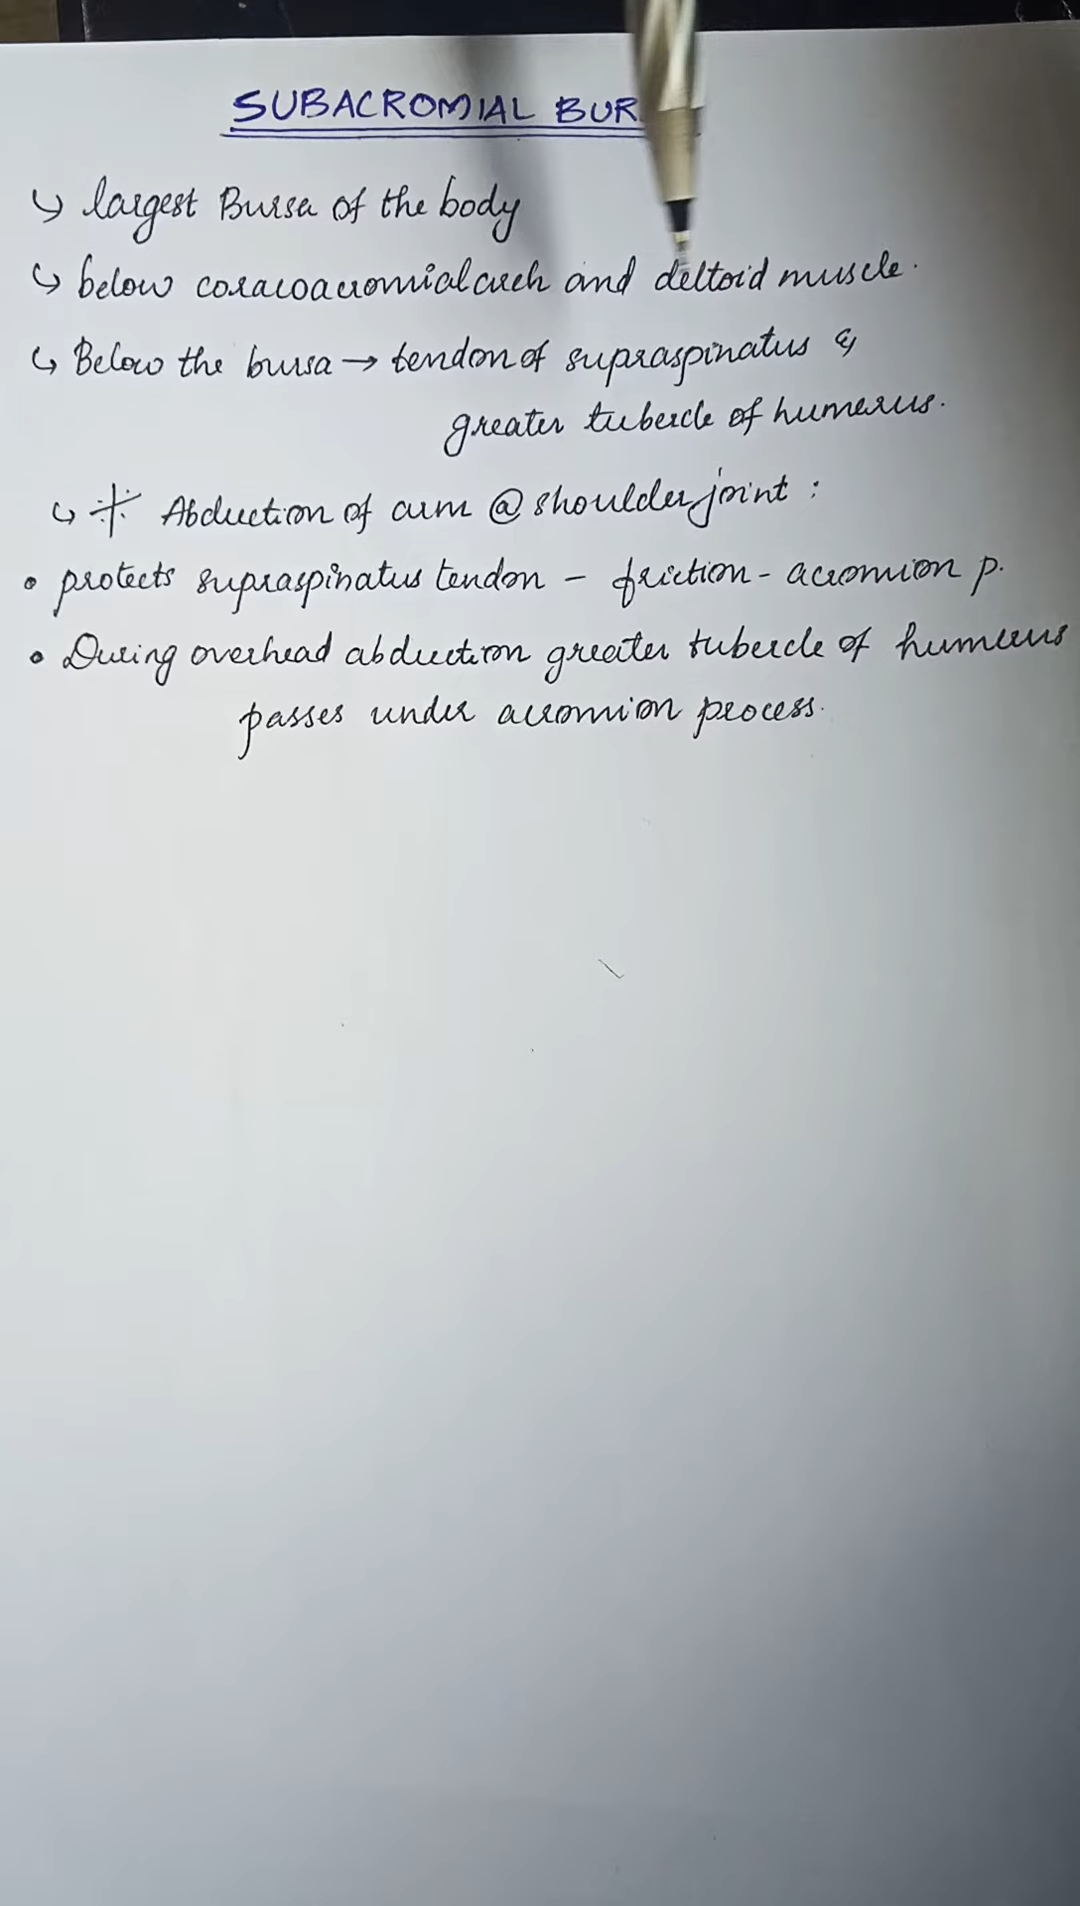 SUBACROMIAL BUR
↳ largest Bursa of the body
↳ below coracoacromial arch and deltoid muscle.
↳ Below the bursa → tendon of supraspinatus &
greater tubercle of humerus.
↳ * Abduction of arm @ shoulder joint :
• protects supraspinatus tendon - friction - acromion p.
• During overhead abduction greater tubercle of humerus
passes under acromion process.